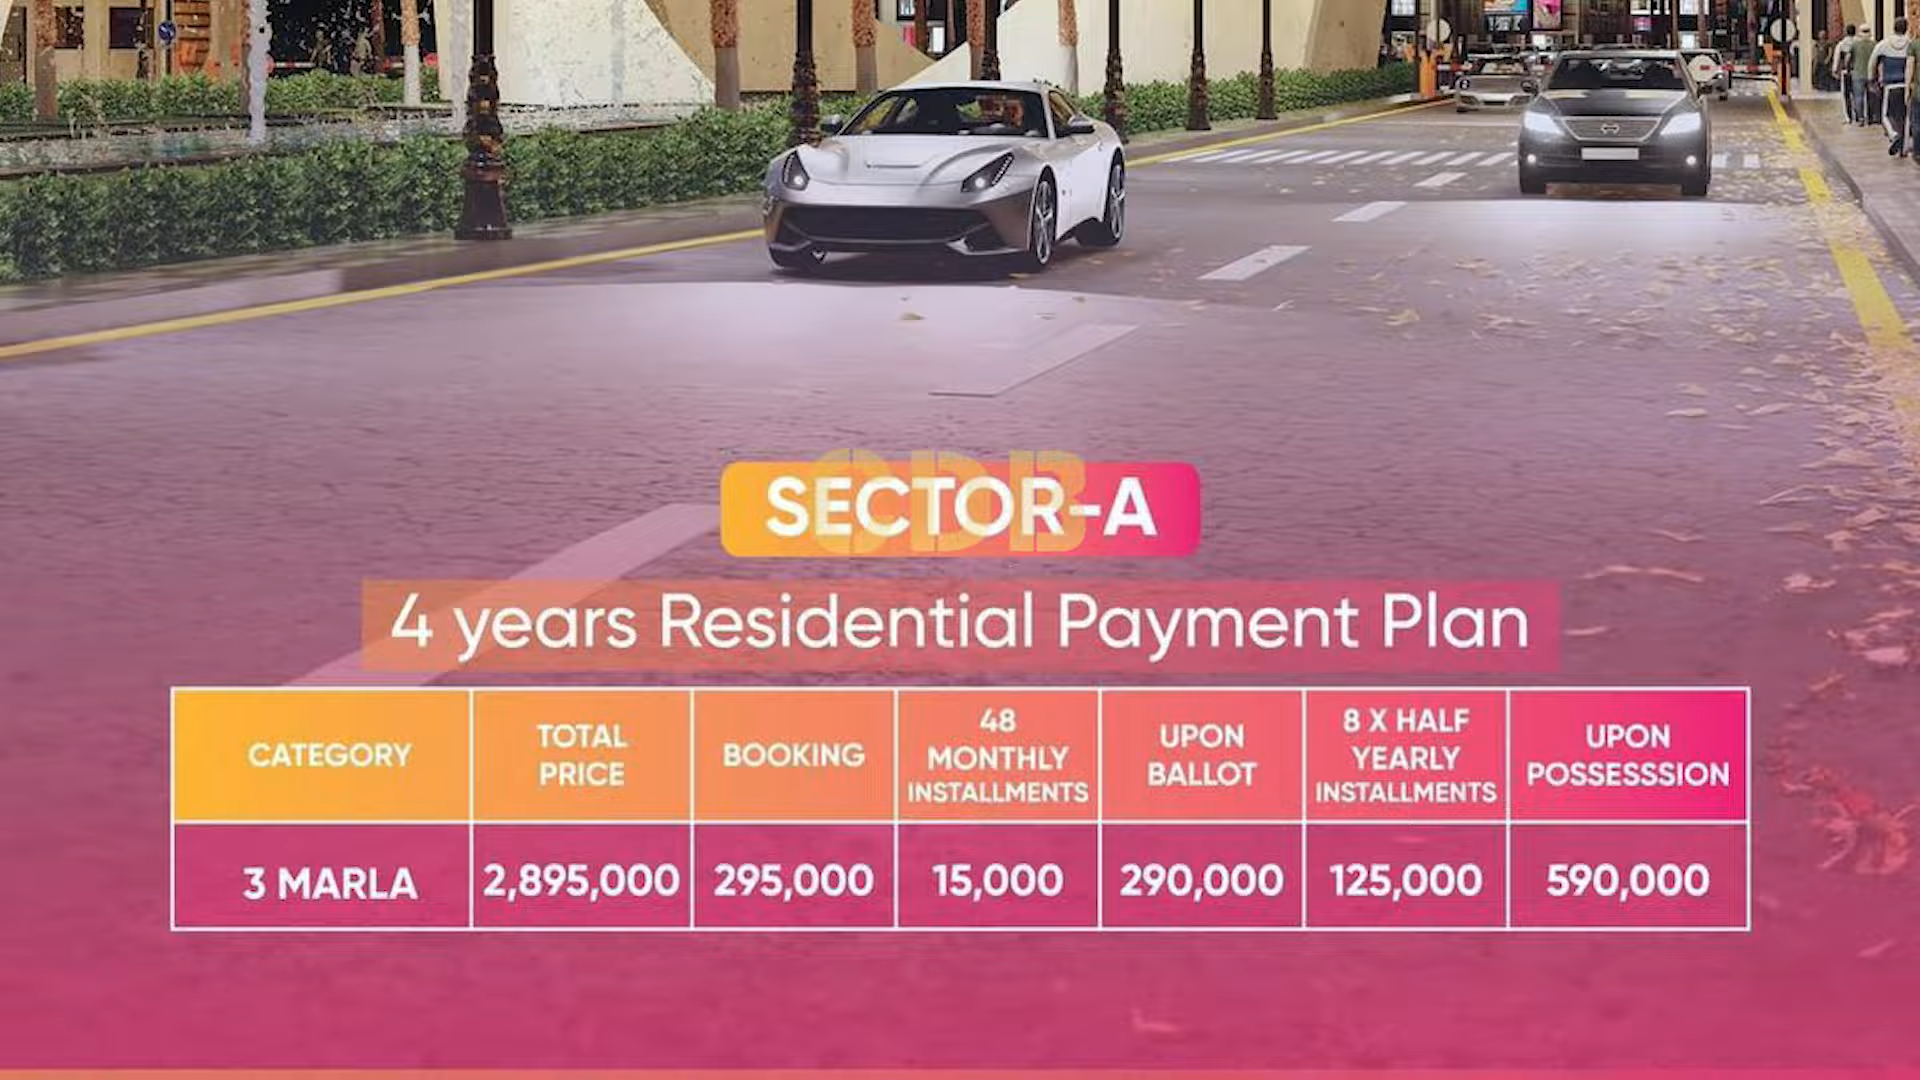 SECTOR-A
CDB
4 years Residential Payment Plan
CATEGORY
TOTAL
PRICE
BOOKING
48
MONTHLY
INSTALLMENTS
UPON
BALLOT
8 X HALF
YEARLY
INSTALLMENTS
UPON
POSSESSSION
3 MARLA
2,895,000
295,000
15,000
290,000
125,000
590,000